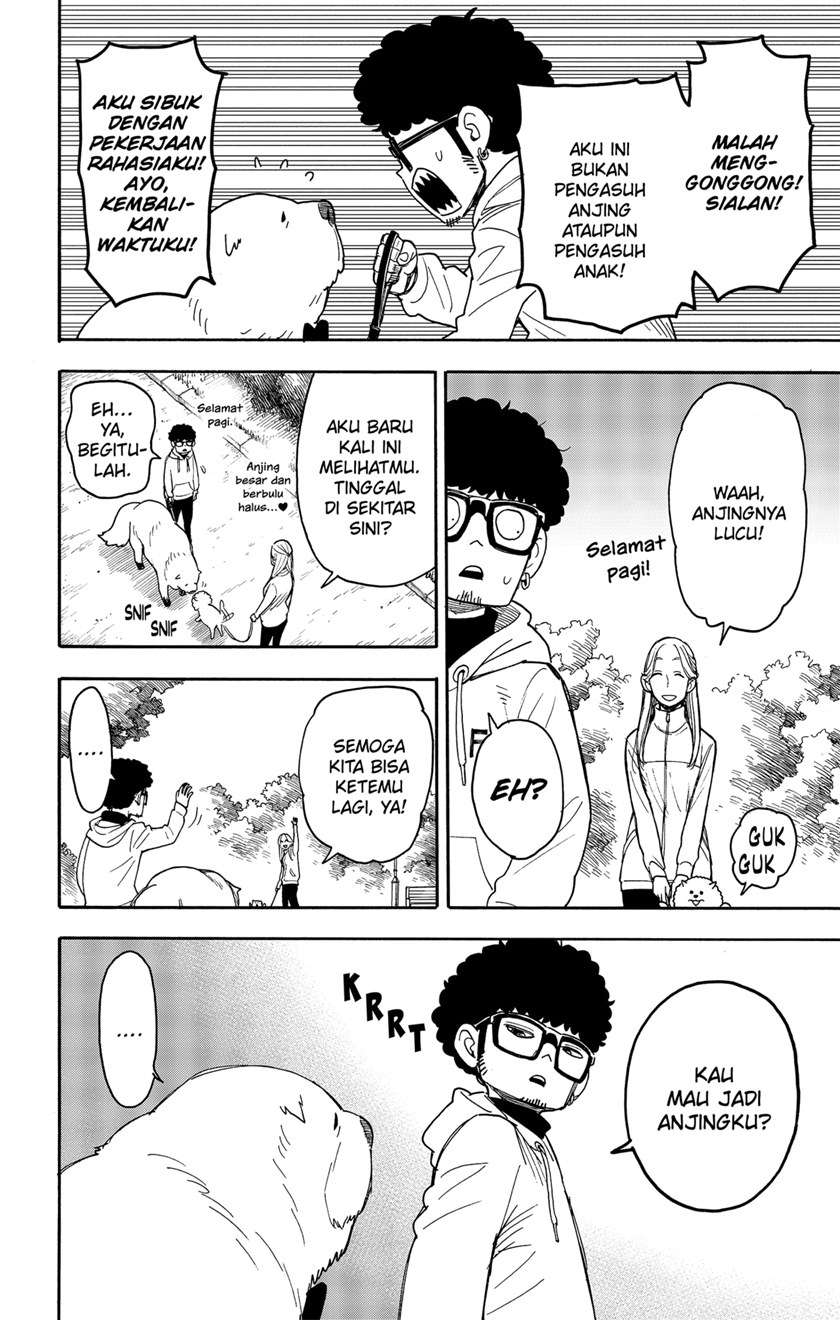 MALAH
MENG-
GONGGONG!
SIALAN!
AKU INI
BUKAN
PENGASUH
ANJING
ATAUPUN
PENGASUH
ANAK!
AKU SIBUK
DENGAN
PEKERJAAN
RAHASIAKU!
AYO,
KEMBALI-
KAN
WAKTUKU!
WAAH,
ANJINGNYA
LUCU!
Selamat
pagi!
EH?
GUK
GUK
AKU BARU
KALI INI
MELIHATMU.
TINGGAL
DI SEKITAR
SINI?
Selamat
pagi.
Anjing
besar dan
berbulu
halus...♥
EH...
YA,
BEGITU-
LAH.
SNIF
SNIF
SEMOGA
KITA BISA
KETEMU
LAGI, YA!
....
KAU
MAU JADI
ANJINGKU?
KRRRT
....